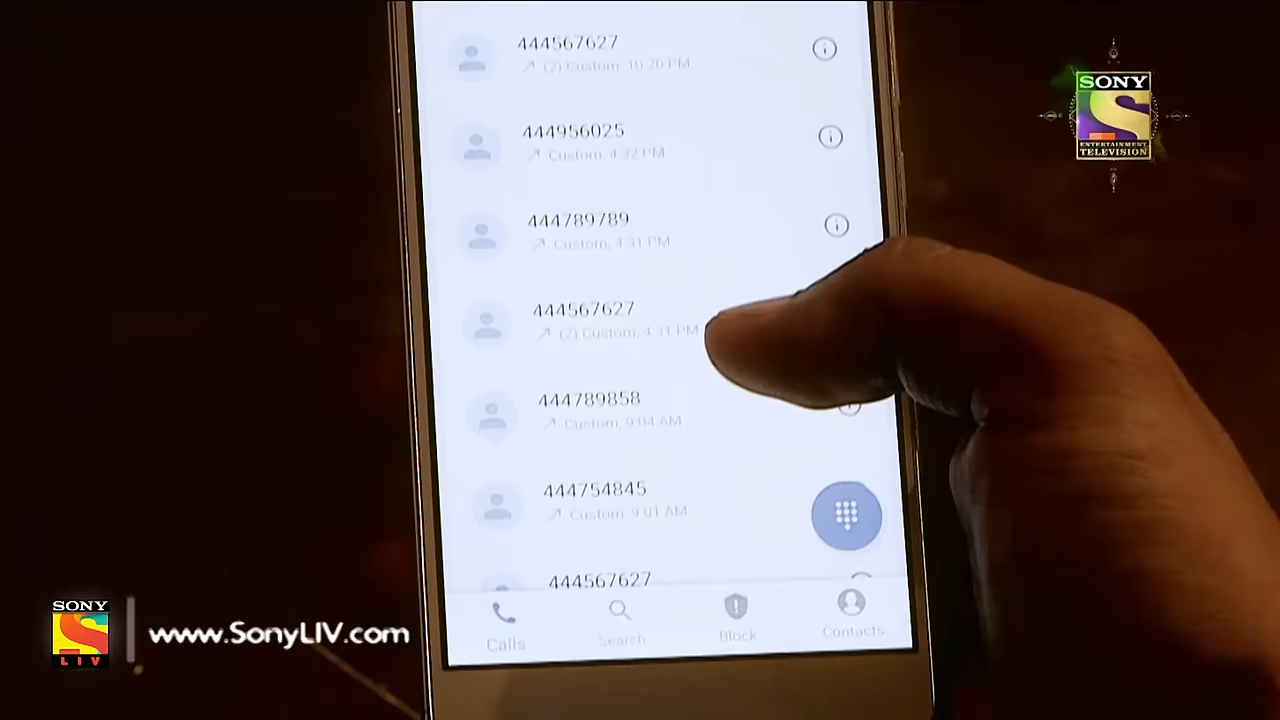 444567627
(2) Custom, 10:20 PM
444956025
Custom, 4:32 PM
444789789
Custom, 4:31 PM
444567627
(2) Custom, 4:31 PM
444789858
Custom, 9:04 AM
444754845
Custom, 9:01 AM
444567627
Calls
Search
Block
Contacts
SONY
ENTERTAINMENT
TELEVISION
SONY
LIV
www.SonyLIV.com